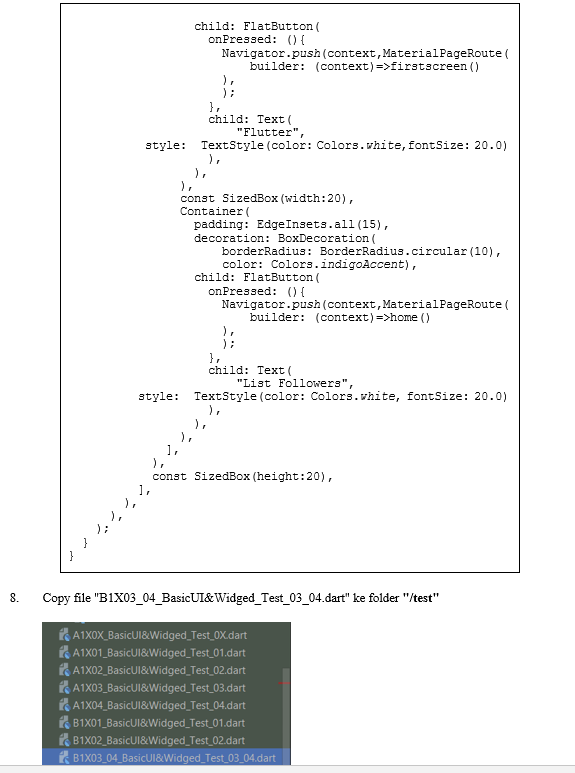 child: FlatButton(
onPressed: (){
Navigator.push(context,MaterialPageRoute(
builder: (context)=>firstscreen()
),
);
},
child: Text(
"Flutter",
style: TextStyle(color: Colors.white,fontSize: 20.0)
),
),
),
const SizedBox(width:20),
Container(
padding: EdgeInsets.all(15),
decoration: BoxDecoration(
borderRadius: BorderRadius.circular(10),
color: Colors.indigoAccent),
child: FlatButton(
onPressed: (){
Navigator.push(context,MaterialPageRoute(
builder: (context)=>home()
),
);
},
child: Text(
"List Followers",
style: TextStyle(color: Colors.white, fontSize: 20.0)
),
),
),
],
),
const SizedBox(height:20),
],
),
),
);
}
}
8. Copy file "B1X03_04_BasicUI&Widged_Test_03_04.dart" ke folder "/test"
A1X0X_BasicUI&Widged_Test_0X.dart
A1X01_BasicUI&Widged_Test_01.dart
A1X02_BasicUI&Widged_Test_02.dart
A1X03_BasicUI&Widged_Test_03.dart
A1X04_BasicUI&Widged_Test_04.dart
B1X01_BasicUI&Widged_Test_01.dart
B1X02_BasicUI&Widged_Test_02.dart
B1X03_04_BasicUI&Widged_Test_03_04.dart